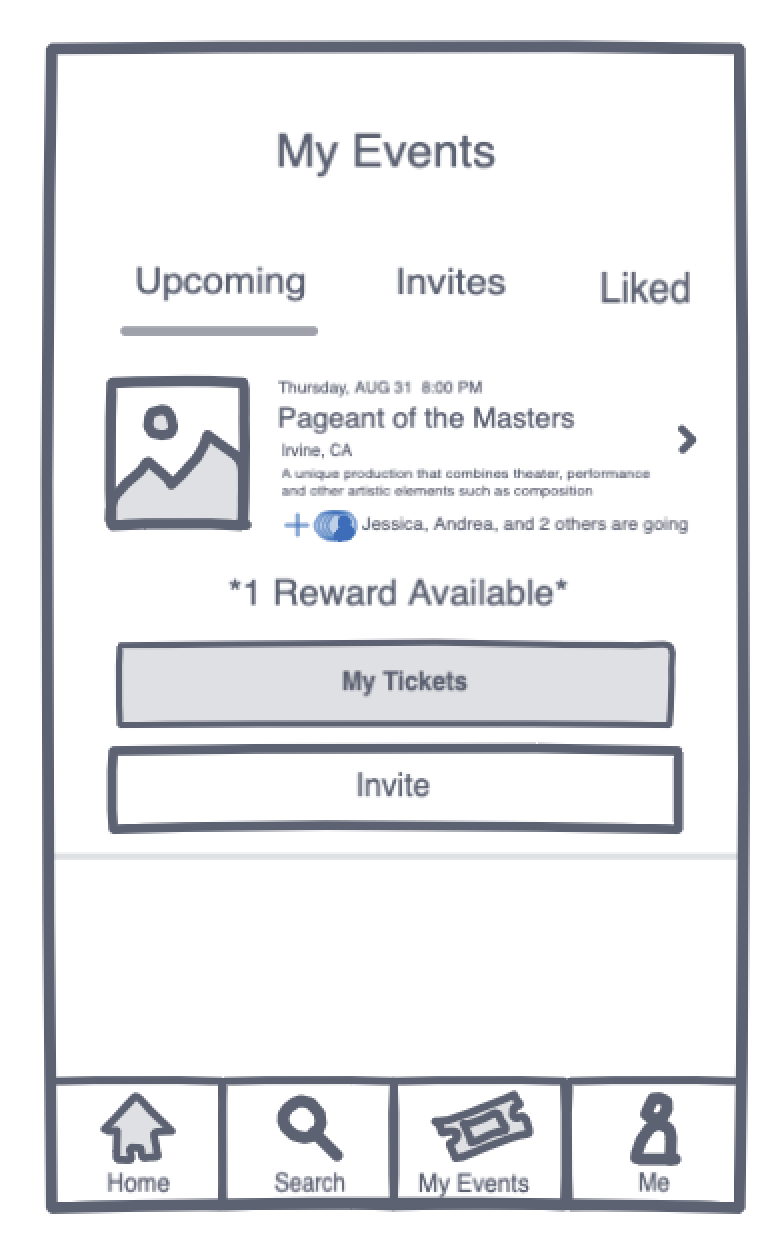 My Events
Upcoming Invites Liked
Thursday, AUG 31 8:00 PM
Pageant of the Masters
Irvine, CA
A unique production that combines theater, performance
and other artistic elements such as composition
Jessica, Andrea, and 2 others are going
*1 Reward Available*
My Tickets
Invite
Home Search My Events Me